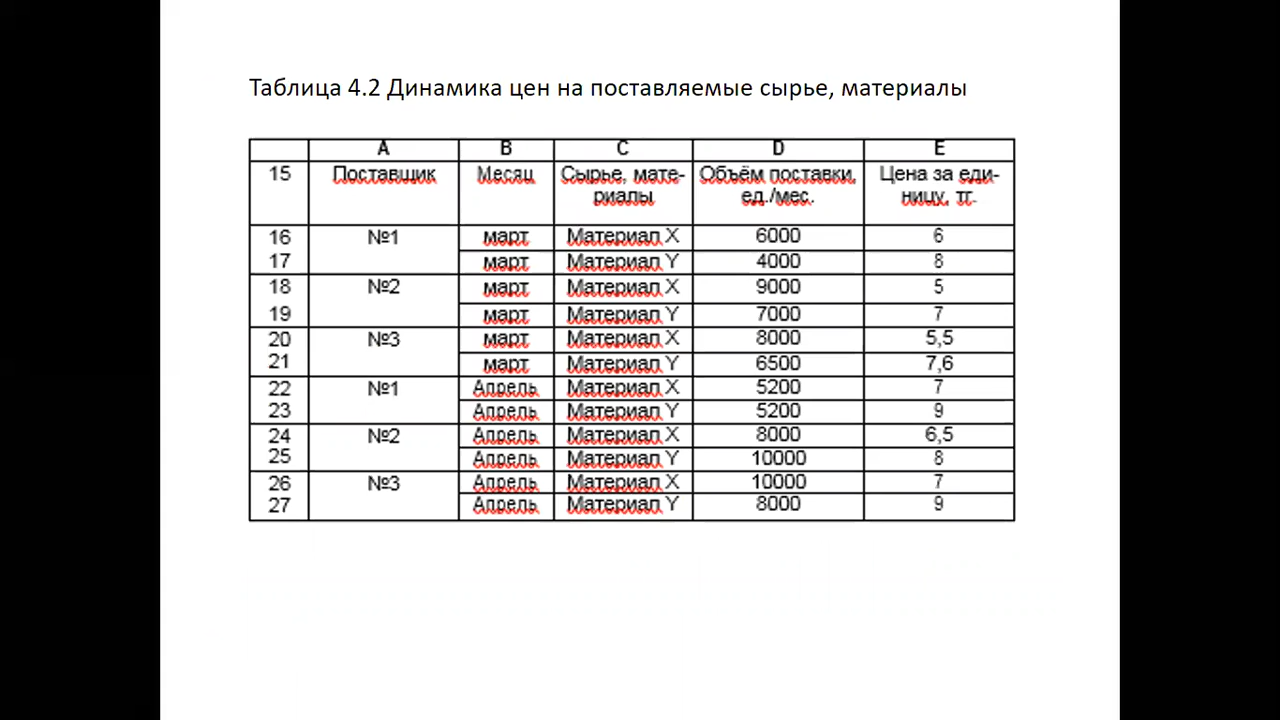 Таблица 4.2 Динамика цен на поставляемые сырье, материалы
A B C D E
15 Поставщик Месяц Сырье, мате- Объём поставки, Цена за еди-
риалы ед./мес. ницу, тг.
16 №1 март Материал X 6000 6
17 март Материал Y 4000 8
18 №2 март Материал X 9000 5
19 март Материал Y 7000 7
20 №3 март Материал X 8000 5,5
21 март Материал Y 6500 7,6
22 №1 Апрель Материал X 5200 7
23 Апрель Материал Y 5200 9
24 №2 Апрель Материал X 8000 6,5
25 Апрель Материал Y 10000 8
26 №3 Апрель Материал X 10000 7
27 Апрель Материал Y 8000 9